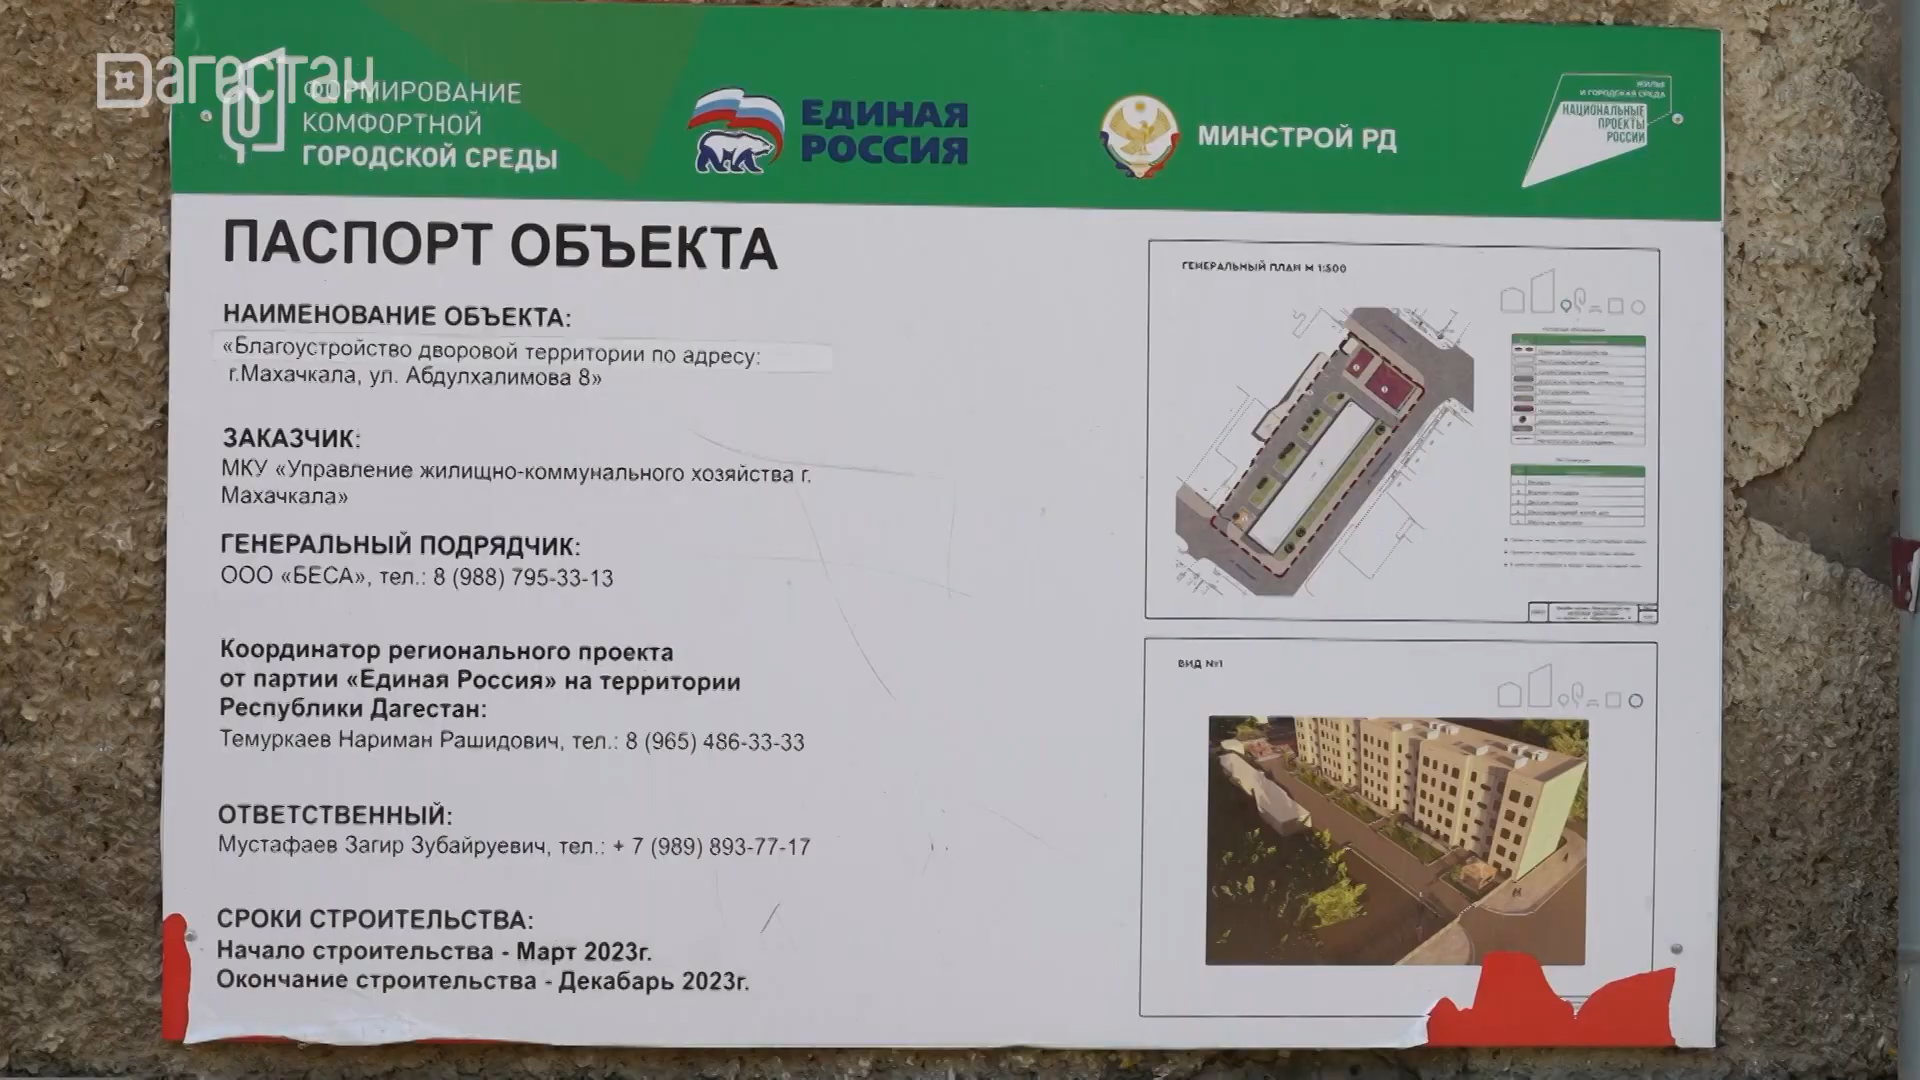 Дагестан
ФОРМИРОВАНИЕ
КОМФОРТНОЙ
ГОРОДСКОЙ СРЕДЫ
ЕДИНАЯ
РОССИЯ
МИНСТРОЙ РД
ЖИЛЬЕ
И ГОРОДСКАЯ СРЕДА
НАЦИОНАЛЬНЫЕ
ПРОЕКТЫ
РОССИИ
ПАСПОРТ ОБЪЕКТА
НАИМЕНОВАНИЕ ОБЪЕКТА:
«Благоустройство дворовой территории по адресу:
г.Махачкала, ул. Абдулхалимова 8»
ЗАКАЗЧИК:
МКУ «Управление жилищно-коммунального хозяйства г.
Махачкала»
ГЕНЕРАЛЬНЫЙ ПОДРЯДЧИК:
ООО «БЕСА», тел.: 8 (988) 795-33-13
Координатор регионального проекта
от партии «Единая Россия» на территории
Республики Дагестан:
Темуркаев Нариман Рашидович, тел.: 8 (965) 486-33-33
ОТВЕТСТВЕННЫЙ:
Мустафаев Загир Зубайруевич, тел.: + 7 (989) 893-77-17
СРОКИ СТРОИТЕЛЬСТВА:
Начало строительства - Март 2023г.
Окончание строительства - Декабарь 2023г.
ГЕНЕРАЛЬНЫЙ ПЛАН М 1:500
ВИД №1